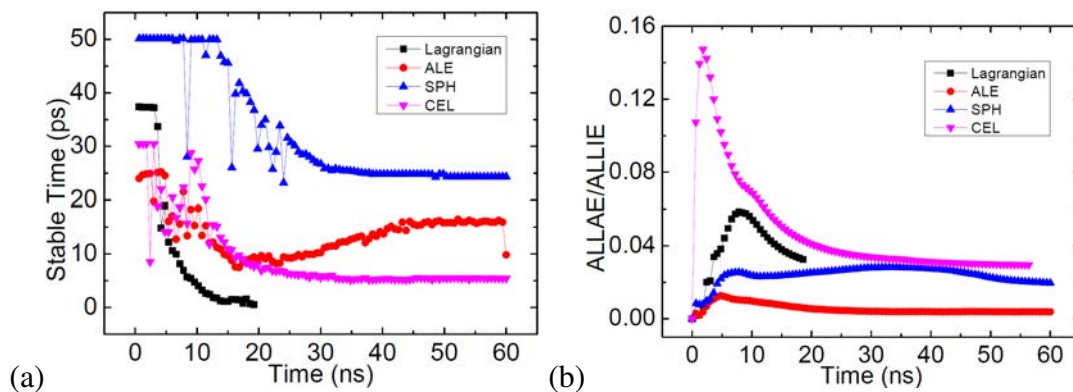 50
40
30
20
10
0
Stable Time (ps)
Lagrangian
ALE
SPH
CEL
0 10 20 30 40 50 60
Time (ns)
(a)
0.16
0.12
0.08
0.04
0.00
ALLAE/ALLIE
Lagrangian
ALE
SPH
CEL
0 10 20 30 40 50 60
Time (ns)
(b)